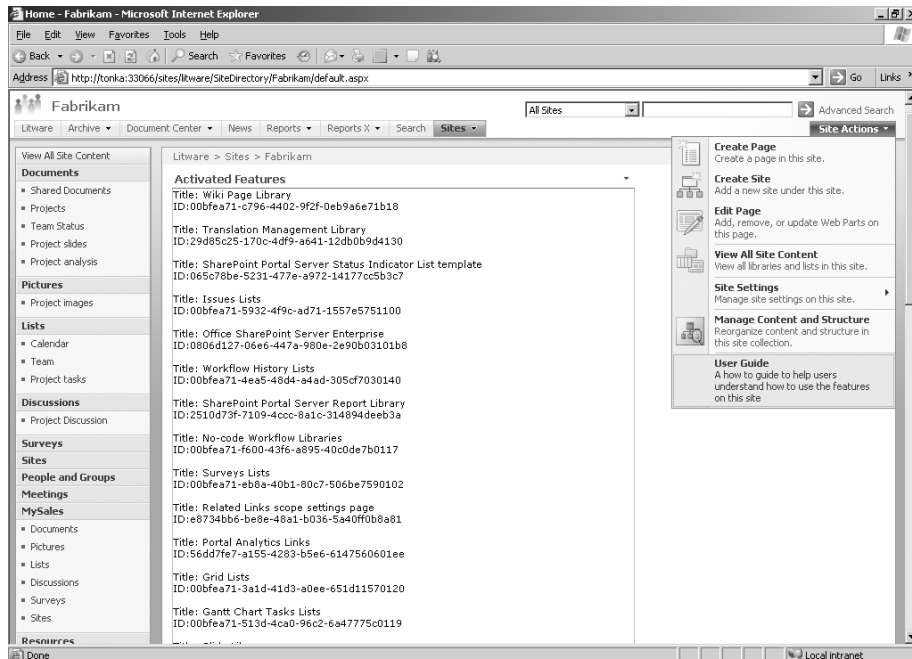 Home - Fabrikam - Microsoft Internet Explorer
File Edit View Favorites Tools Help
Back Search Favorites
Address http://tonka:33066/sites/litware/SiteDirectory/Fabrikam/default.aspx Go Links
Fabrikam
All Sites Advanced Search
Litware Archive Document Center News Reports Reports X Search Sites Site Actions
View All Site Content
Documents
Shared Documents
Projects
Team Status
Project slides
Project analysis
Pictures
Project images
Lists
Calendar
Team
Project tasks
Discussions
Project Discussion
Surveys
Sites
People and Groups
Meetings
MySales
Documents
Pictures
Lists
Discussions
Surveys
Sites
Resources
Litware > Sites > Fabrikam
Activated Features
Title: Wiki Page Library
ID:00bfea71-c796-4402-9f2f-0eb9a6e71b18
Title: Translation Management Library
ID:29d85c25-170c-4df9-a641-12db0b9d4130
Title: SharePoint Portal Server Status Indicator List template
ID:065c78be-5231-477e-a972-14177cc5b3c7
Title: Issues Lists
ID:00bfea71-5932-4f9c-ad71-1557e5751100
Title: Office SharePoint Server Enterprise
ID:0806d127-06e6-447a-980e-2e90b03101b8
Title: Workflow History Lists
ID:00bfea71-4ea5-48d4-a4ad-305cf7030140
Title: SharePoint Portal Server Report Library
ID:2510d73f-7109-4ccc-8a1c-314894deeb3a
Title: No-code Workflow Libraries
ID:00bfea71-f600-43f6-a895-40c0de7b0117
Title: Surveys Lists
ID:00bfea71-eb8a-40b1-80c7-506be7590102
Title: Related Links scope settings page
ID:e8734bb6-be8e-48a1-b036-5a40ff0b8a81
Title: Portal Analytics Links
ID:56dd7fe7-a155-4283-b5e6-6147560601ee
Title: Grid Lists
ID:00bfea71-3a1d-41d3-a0ee-651d11570120
Title: Gantt Chart Tasks Lists
ID:00bfea71-513d-4ca0-96c2-6a47775c0119
Create Page
Create a page in this site.
Create Site
Add a new site under this site.
Edit Page
Add, remove, or update Web Parts on
this page.
View All Site Content
View all libraries and lists in this site.
Site Settings
Manage site settings on this site.
Manage Content and Structure
Reorganize content and structure in
this site collection.
User Guide
A how to guide to help users
understand how to use the features
on this site
Done Local intranet